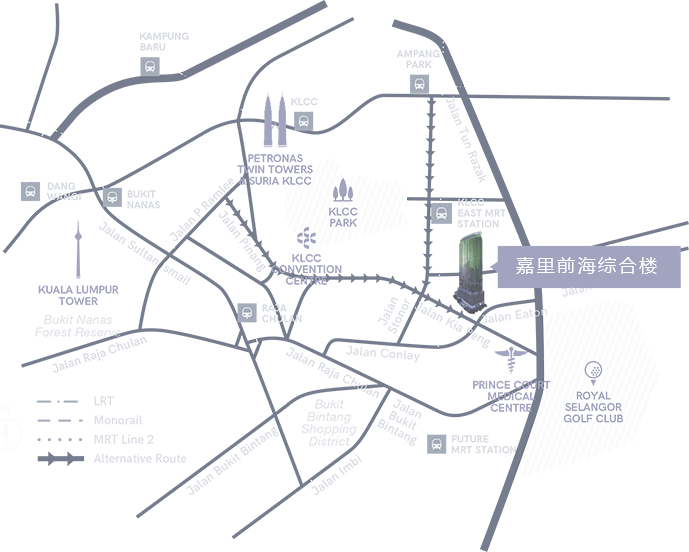 KAMPUNG
BARU
AMPANG
PARK
KLCC
PETRONAS
TWIN TOWERS
& SURIA KLCC
Jalan Tun Razak
DANG
WANGI
BUKIT
NANAS
Jalan P Ramlee
Jalan Pinang
KLCC
PARK
KLCC
EAST MRT
STATION
Jalan Sultan Ismail
KLCC
CONVENTION
CENTRE
嘉里前海综合楼
KUALA LUMPUR
TOWER
Bukit Nanas
Forest Reserve
RAJA
CHULAN
Jalan Stonor
Jalan Kia Peng
Jalan Eaton
Jalan Raja Chulan
Jalan Conlay
Jalan Raja Chulan
PRINCE COURT
MEDICAL
CENTRE
ROYAL
SELANGOR
GOLF CLUB
LRT
Monorail
MRT Line 2
Alternative Route
Bukit
Bintang
Shopping
District
Jalan
Bukit
Bintang
FUTURE
MRT STATION
Jalan Bukit Bintang
Jalan Imbi